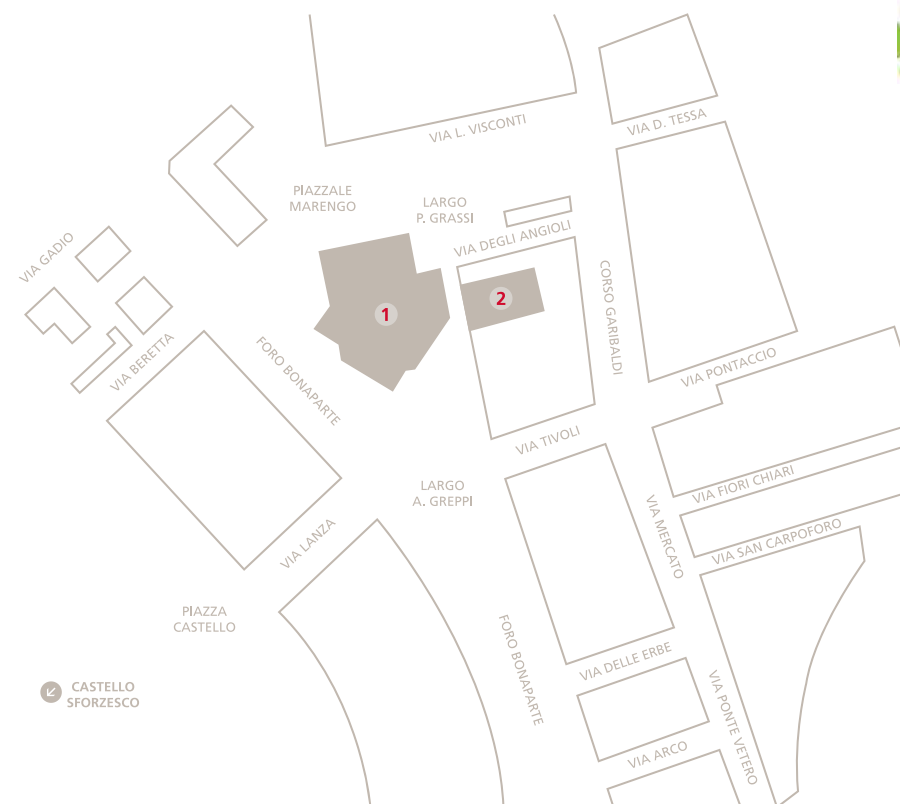 VIA L. VISCONTI
VIA D. TESSA
PIAZZALE
MARENGO
LARGO
P. GRASSI
VIA DEGLI ANGIOLI
VIA GADIO
CORSO GARIBALDI
1
2
VIA BERETTA
FORO BONAPARTE
VIA PONTACCIO
VIA TIVOLI
LARGO
A. GREPPI
VIA FIORI CHIARI
VIA MERCATO
VIA SAN CARPOFORO
VIA LANZA
PIAZZA
CASTELLO
FORO BONAPARTE
VIA DELLE ERBE
CASTELLO
SFORZESCO
VIA PONTE VETERO
VIA ARCO